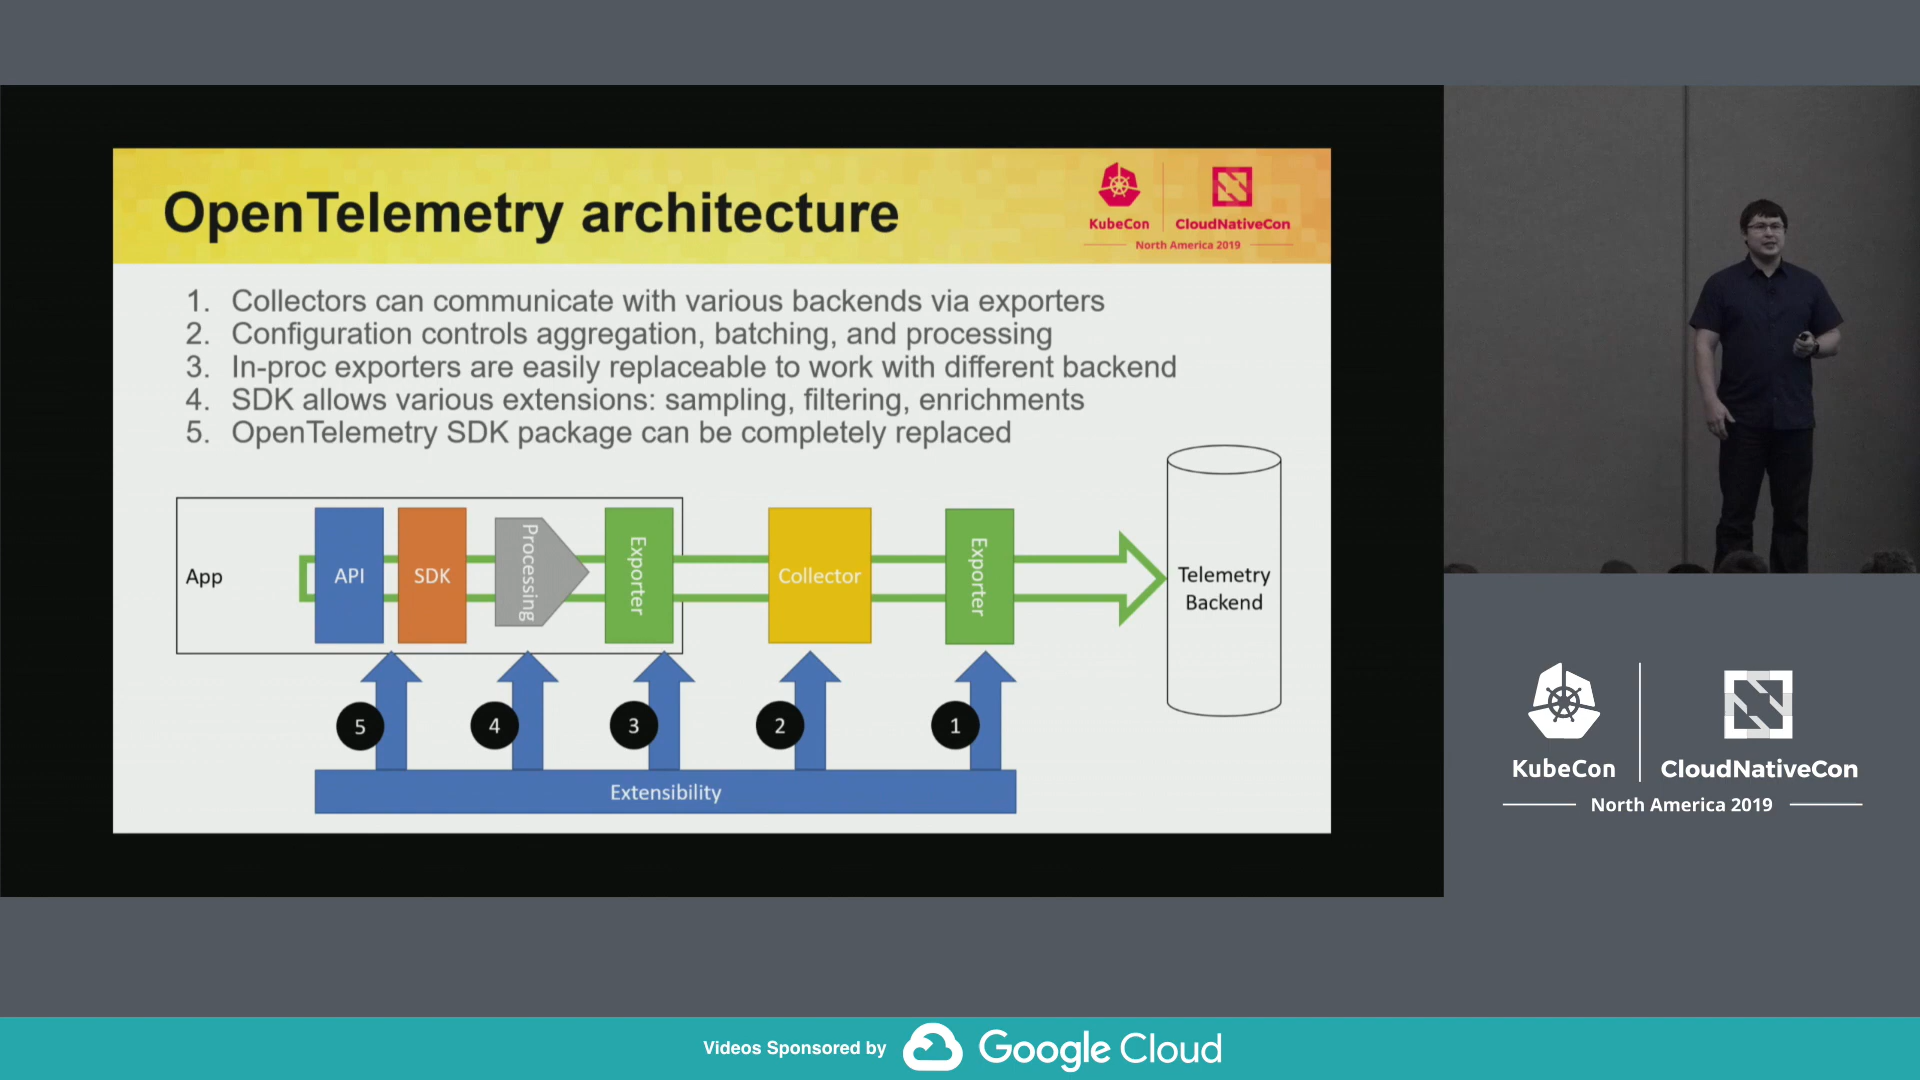 OpenTelemetry architecture
KubeCon
CloudNativeCon
North America 2019
1. Collectors can communicate with various backends via exporters
2. Configuration controls aggregation, batching, and processing
3. In-proc exporters are easily replaceable to work with different backend
4. SDK allows various extensions: sampling, filtering, enrichments
5. OpenTelemetry SDK package can be completely replaced
App
API
SDK
Processing
Exporter
Collector
Exporter
Telemetry
Backend
5
4
3
2
1
Extensibility
KubeCon
CloudNativeCon
North America 2019
Videos Sponsored by
Google Cloud